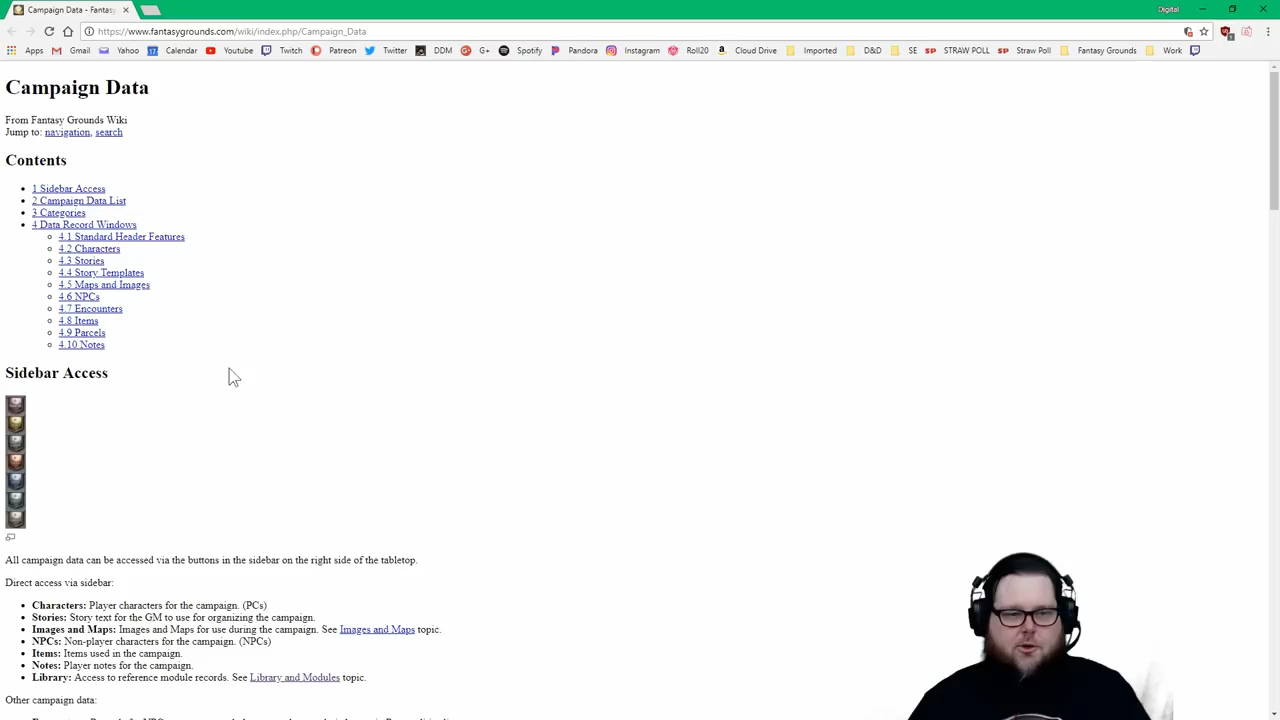 Campaign Data - Fantas
Digital
https://www.fantasygrounds.com/wiki/index.php/Campaign_Data
Apps Gmail Yahoo Calendar Youtube Twitch Patreon Twitter DDM G+ Spotify Pandora Instagram Roll20 Cloud Drive Imported D&D SE STRAW POLL Straw Poll Fantasy Grounds Work
Campaign Data
From Fantasy Grounds Wiki
Jump to: navigation, search
Contents
1 Sidebar Access
2 Campaign Data List
3 Categories
4 Data Record Windows
4.1 Standard Header Features
4.2 Characters
4.3 Stories
4.4 Story Templates
4.5 Maps and Images
4.6 NPCs
4.7 Encounters
4.8 Items
4.9 Parcels
4.10 Notes
Sidebar Access
All campaign data can be accessed via the buttons in the sidebar on the right side of the tabletop.
Direct access via sidebar:
Characters: Player characters for the campaign. (PCs)
Stories: Story text for the GM to use for organizing the campaign.
Images and Maps: Images and Maps for use during the campaign. See Images and Maps topic.
NPCs: Non-player characters for the campaign. (NPCs)
Items: Items used in the campaign.
Notes: Player notes for the campaign.
Library: Access to reference module records. See Library and Modules topic.
Other campaign data: